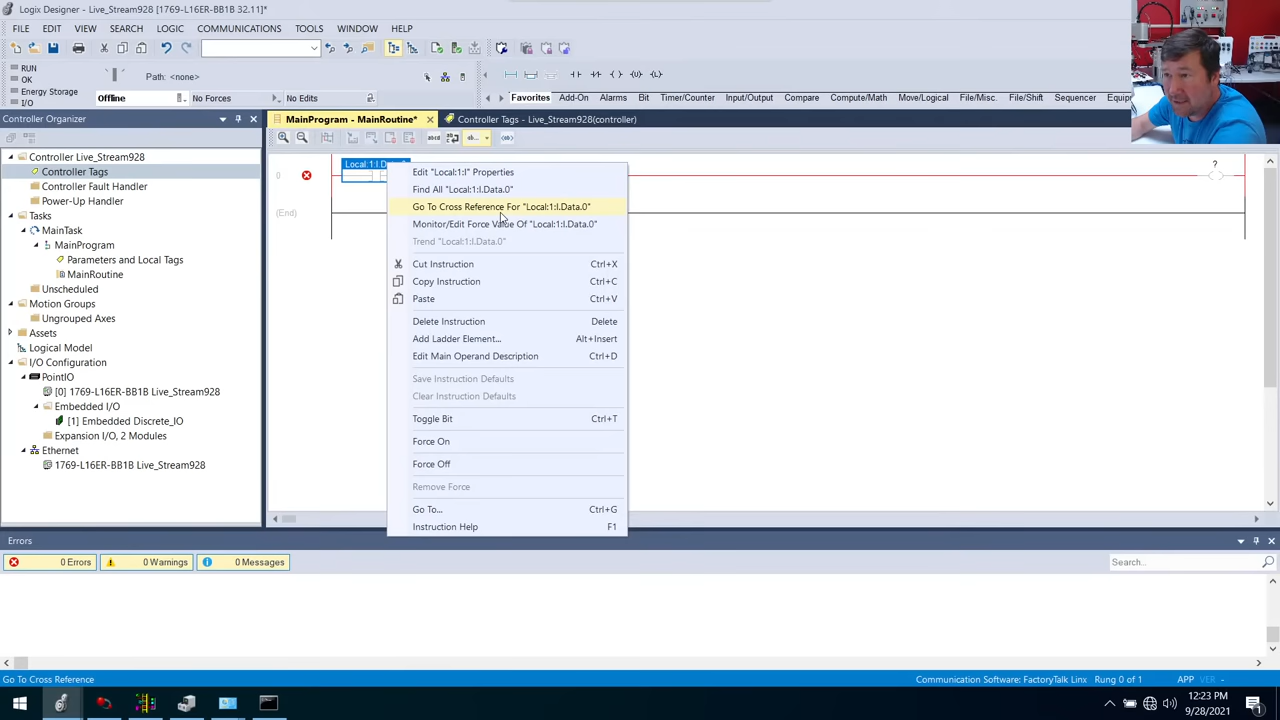 Logix Designer - Live_Stream928 [1769-L16ER-BB1B 32.11]*
FILE EDIT VIEW SEARCH LOGIC COMMUNICATIONS TOOLS WINDOW HELP
RUN
OK
Energy Storage
I/O
Path: <none>
Offline
No Forces
No Edits
Favorites Add-On Alarms Bit Timer/Counter Input/Output Compare Compute/Math Move/Logical File/Misc. File/Shift Sequencer
Controller Organizer
MainProgram - MainRoutine*
Controller Tags - Live_Stream928(controller)
Controller Live_Stream928
Controller Tags
Controller Fault Handler
Power-Up Handler
Tasks
MainTask
MainProgram
Parameters and Local Tags
MainRoutine
Unscheduled
Motion Groups
Ungrouped Axes
Assets
Logical Model
I/O Configuration
PointIO
[0] 1769-L16ER-BB1B Live_Stream928
Embedded I/O
[1] Embedded Discrete_IO
Expansion I/O, 2 Modules
Ethernet
1769-L16ER-BB1B Live_Stream928
abcd
ab...
0
(End)
?
Edit "Local:1:I" Properties
Find All "Local:1:I.Data.0"
Go To Cross Reference For "Local:1:I.Data.0"
Monitor/Edit Force Value Of "Local:1:I.Data.0"
Trend "Local:1:I.Data.0"
Cut Instruction Ctrl+X
Copy Instruction Ctrl+C
Paste Ctrl+V
Delete Instruction Delete
Add Ladder Element... Alt+Insert
Edit Main Operand Description Ctrl+D
Save Instruction Defaults
Clear Instruction Defaults
Toggle Bit Ctrl+T
Force On
Force Off
Remove Force
Go To... Ctrl+G
Instruction Help F1
Errors
0 Errors
0 Warnings
0 Messages
Search...
Go To Cross Reference
Communication Software: FactoryTalk Linx
Rung 0 of 1
APP
VER
-
12:23 PM
9/28/2021
1